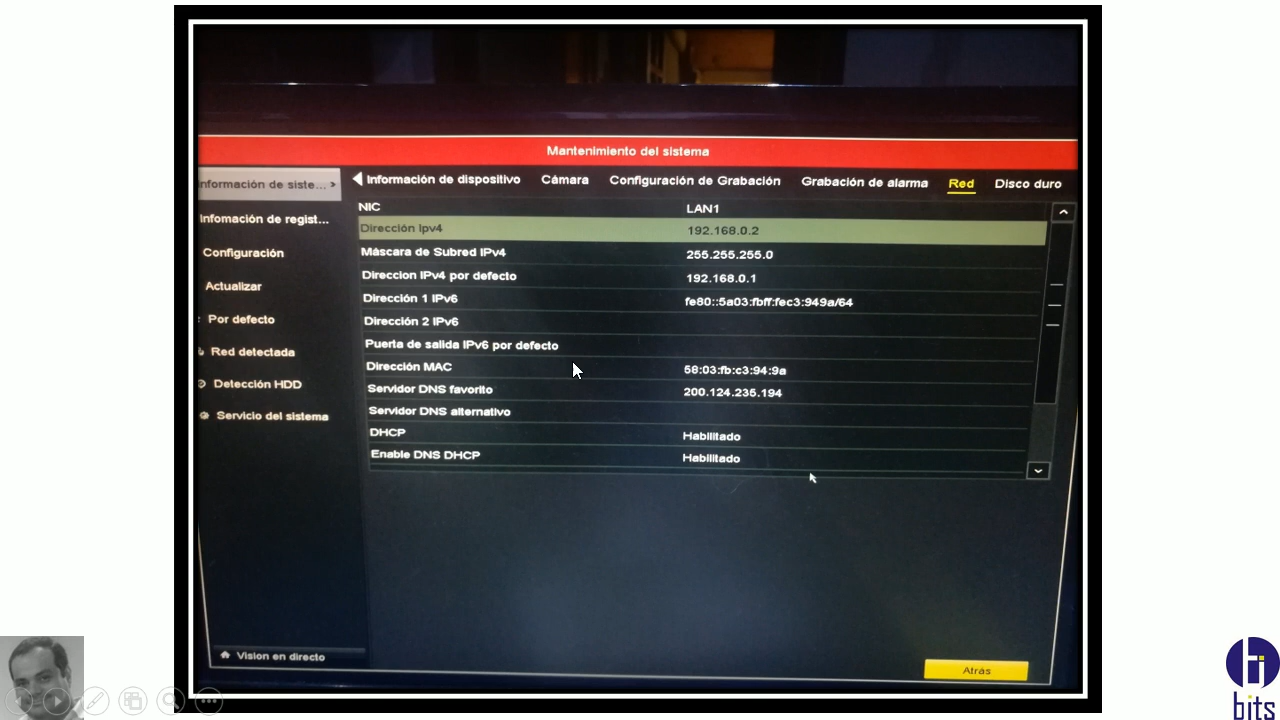 Mantenimiento del sistema
Información de siste... >
Información de dispositivo Cámara Configuración de Grabación Grabación de alarma Red Disco duro
Infomación de regist...
Configuración
Actualizar
Por defecto
Red detectada
Detección HDD
Servicio del sistema
NIC LAN1
Dirección Ipv4 192.168.0.2
Máscara de Subred IPv4 255.255.255.0
Direccion IPv4 por defecto 192.168.0.1
Dirección 1 IPv6 fe80::5a03:fbff:fec3:949a/64
Dirección 2 IPv6
Puerta de salida IPv6 por defecto
Dirección MAC 58:03:fb:c3:94:9a
Servidor DNS favorito 200.124.235.194
Servidor DNS alternativo
DHCP Habilitado
Enable DNS DHCP Habilitado
Vision en directo
Atrás
bits